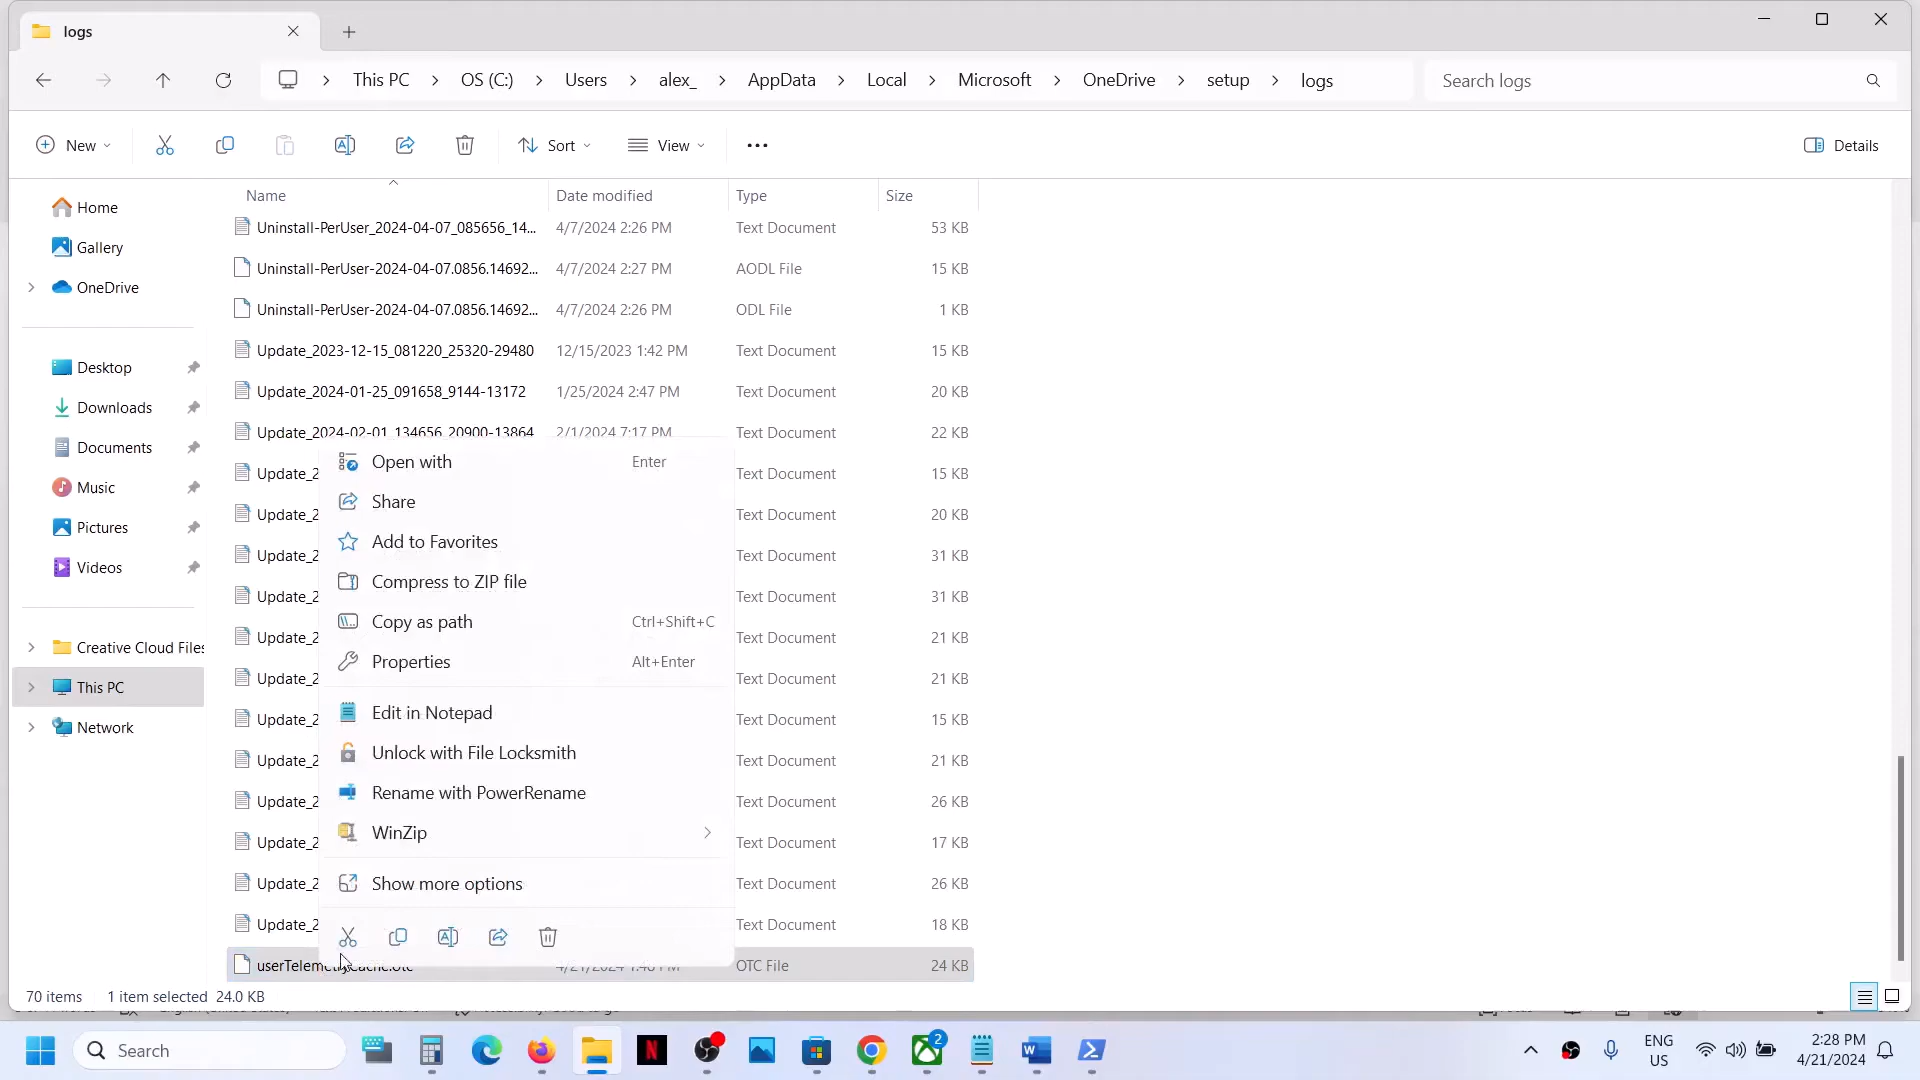 logs
This PC
OS (C:)
Users
alex_
AppData
Local
Microsoft
OneDrive
setup
logs
Search logs
New
Sort
View
Details
Name
Date modified
Type
Size
Home
Gallery
OneDrive
Desktop
Downloads
Documents
Music
Pictures
Videos
Creative Cloud Files
This PC
Network
Uninstall-PerUser_2024-04-07_085656_14... 4/7/2024 2:26 PM Text Document 53 KB
Uninstall-PerUser-2024-04-07.0856.14692... 4/7/2024 2:27 PM AODL File 15 KB
Uninstall-PerUser-2024-04-07.0856.14692... 4/7/2024 2:26 PM ODL File 1 KB
Update_2023-12-15_081220_25320-29480 12/15/2023 1:42 PM Text Document 15 KB
Update_2024-01-25_091658_9144-13172 1/25/2024 2:47 PM Text Document 20 KB
Update_2024-02-01_134656_20900-13864 2/1/2024 7:17 PM Text Document 22 KB
Update_2 Text Document 15 KB
Update_2 Text Document 20 KB
Update_2 Text Document 31 KB
Update_2 Text Document 31 KB
Update_2 Text Document 21 KB
Update_2 Text Document 21 KB
Update_2 Text Document 15 KB
Update_2 Text Document 21 KB
Update_2 Text Document 26 KB
Update_2 Text Document 17 KB
Update_2 Text Document 26 KB
Update_2 Text Document 18 KB
userTelemetryCache.otc 4/21/2024 1:48 PM OTC File 24 KB
Open with Enter
Share
Add to Favorites
Compress to ZIP file
Copy as path Ctrl+Shift+C
Properties Alt+Enter
Edit in Notepad
Unlock with File Locksmith
Rename with PowerRename
WinZip
Show more options
70 items 1 item selected 24.0 KB
Search
2
ENG
US
2:28 PM
4/21/2024